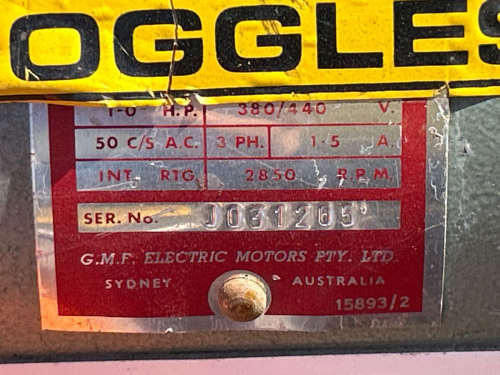 OGGLES
1-0 H.P. 380/440 V.
50 C/S A.C. 3 PH. 1·5 A.
INT. RTG. 2850 R.P.M.
SER. No. J031205
G.M.F. ELECTRIC MOTORS PTY. LTD.
SYDNEY AUSTRALIA
15893/2